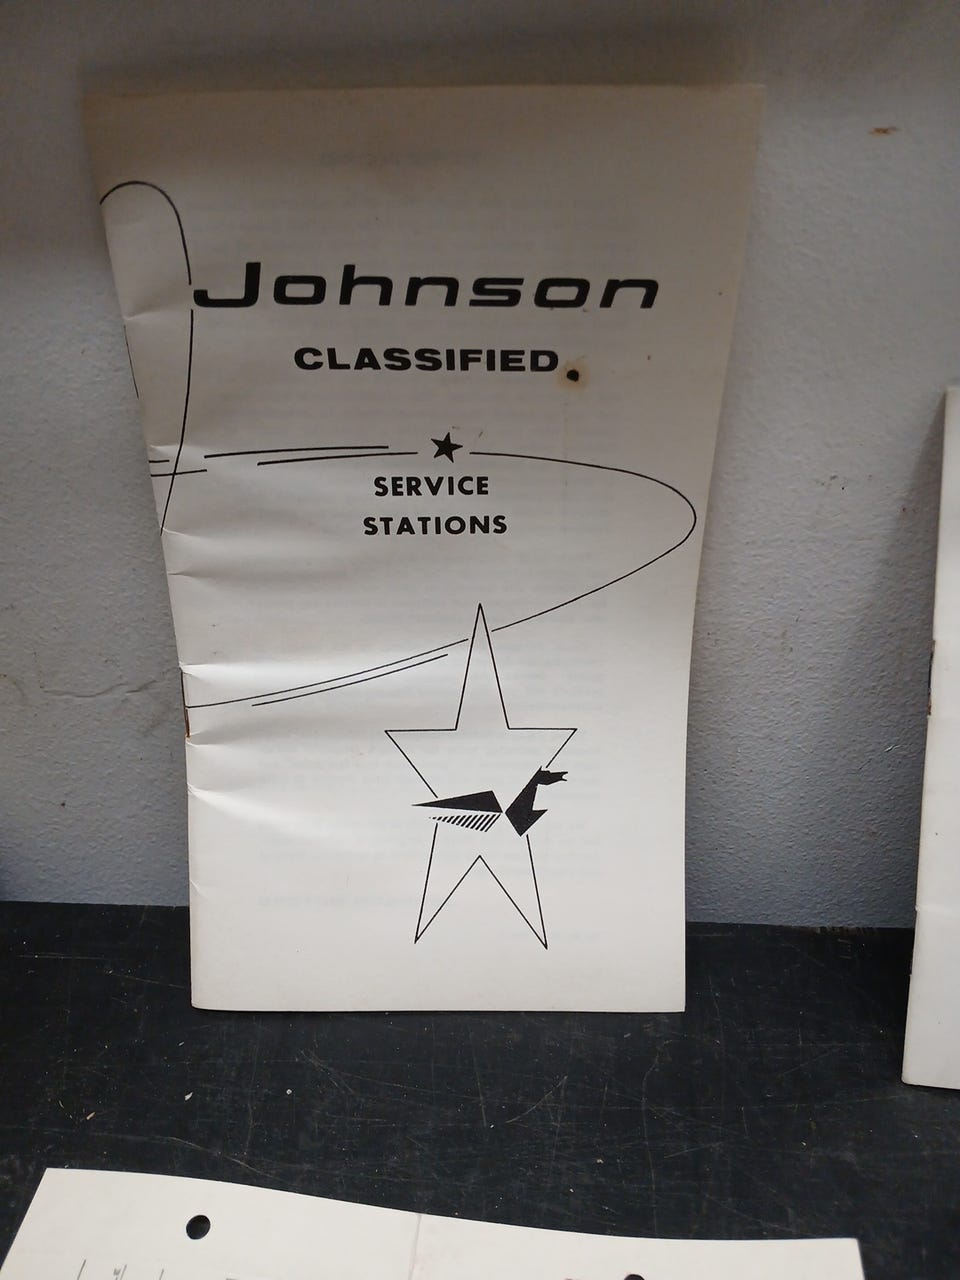 Johnson
CLASSIFIED
SERVICE
STATIONS